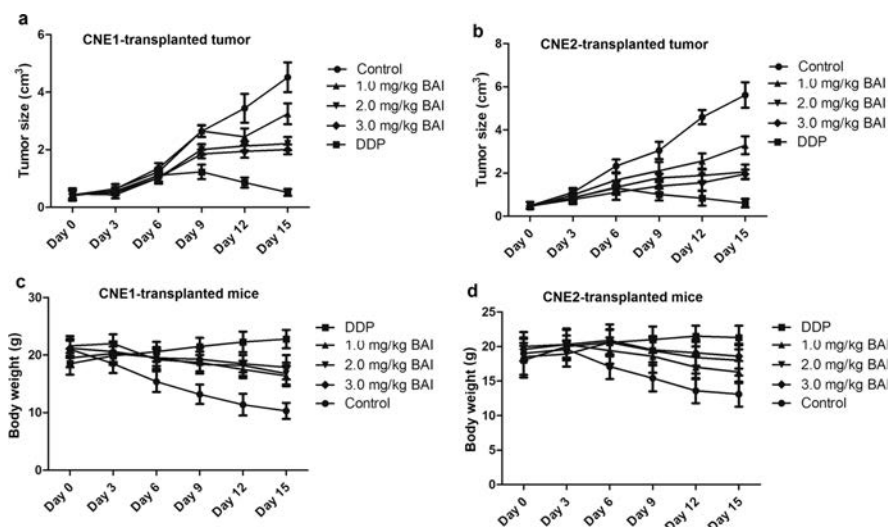 a
CNE1-transplanted tumor
Tumor size (cm³)
6
4
2
0
Day 0
Day 3
Day 6
Day 9
Day 12
Day 15
Control
1.0 mg/kg BAI
2.0 mg/kg BAI
3.0 mg/kg BAI
DDP
b
CNE2-transplanted tumor
Tumor size (cm³)
8
6
4
2
0
Day 0
Day 3
Day 6
Day 9
Day 12
Day 15
Control
1.0 mg/kg BAI
2.0 mg/kg BAI
3.0 mg/kg BAI
DDP
c
CNE1-transplanted mice
Body weight (g)
30
20
10
0
Day 0
Day 3
Day 6
Day 9
Day 12
Day 15
DDP
1.0 mg/kg BAI
2.0 mg/kg BAI
3.0 mg/kg BAI
Control
d
CNE2-transplanted mice
Body weight (g)
25
20
15
10
5
0
Day 0
Day 3
Day 6
Day 9
Day 12
Day 15
DDP
1.0 mg/kg BAI
2.0 mg/kg BAI
3.0 mg/kg BAI
Control